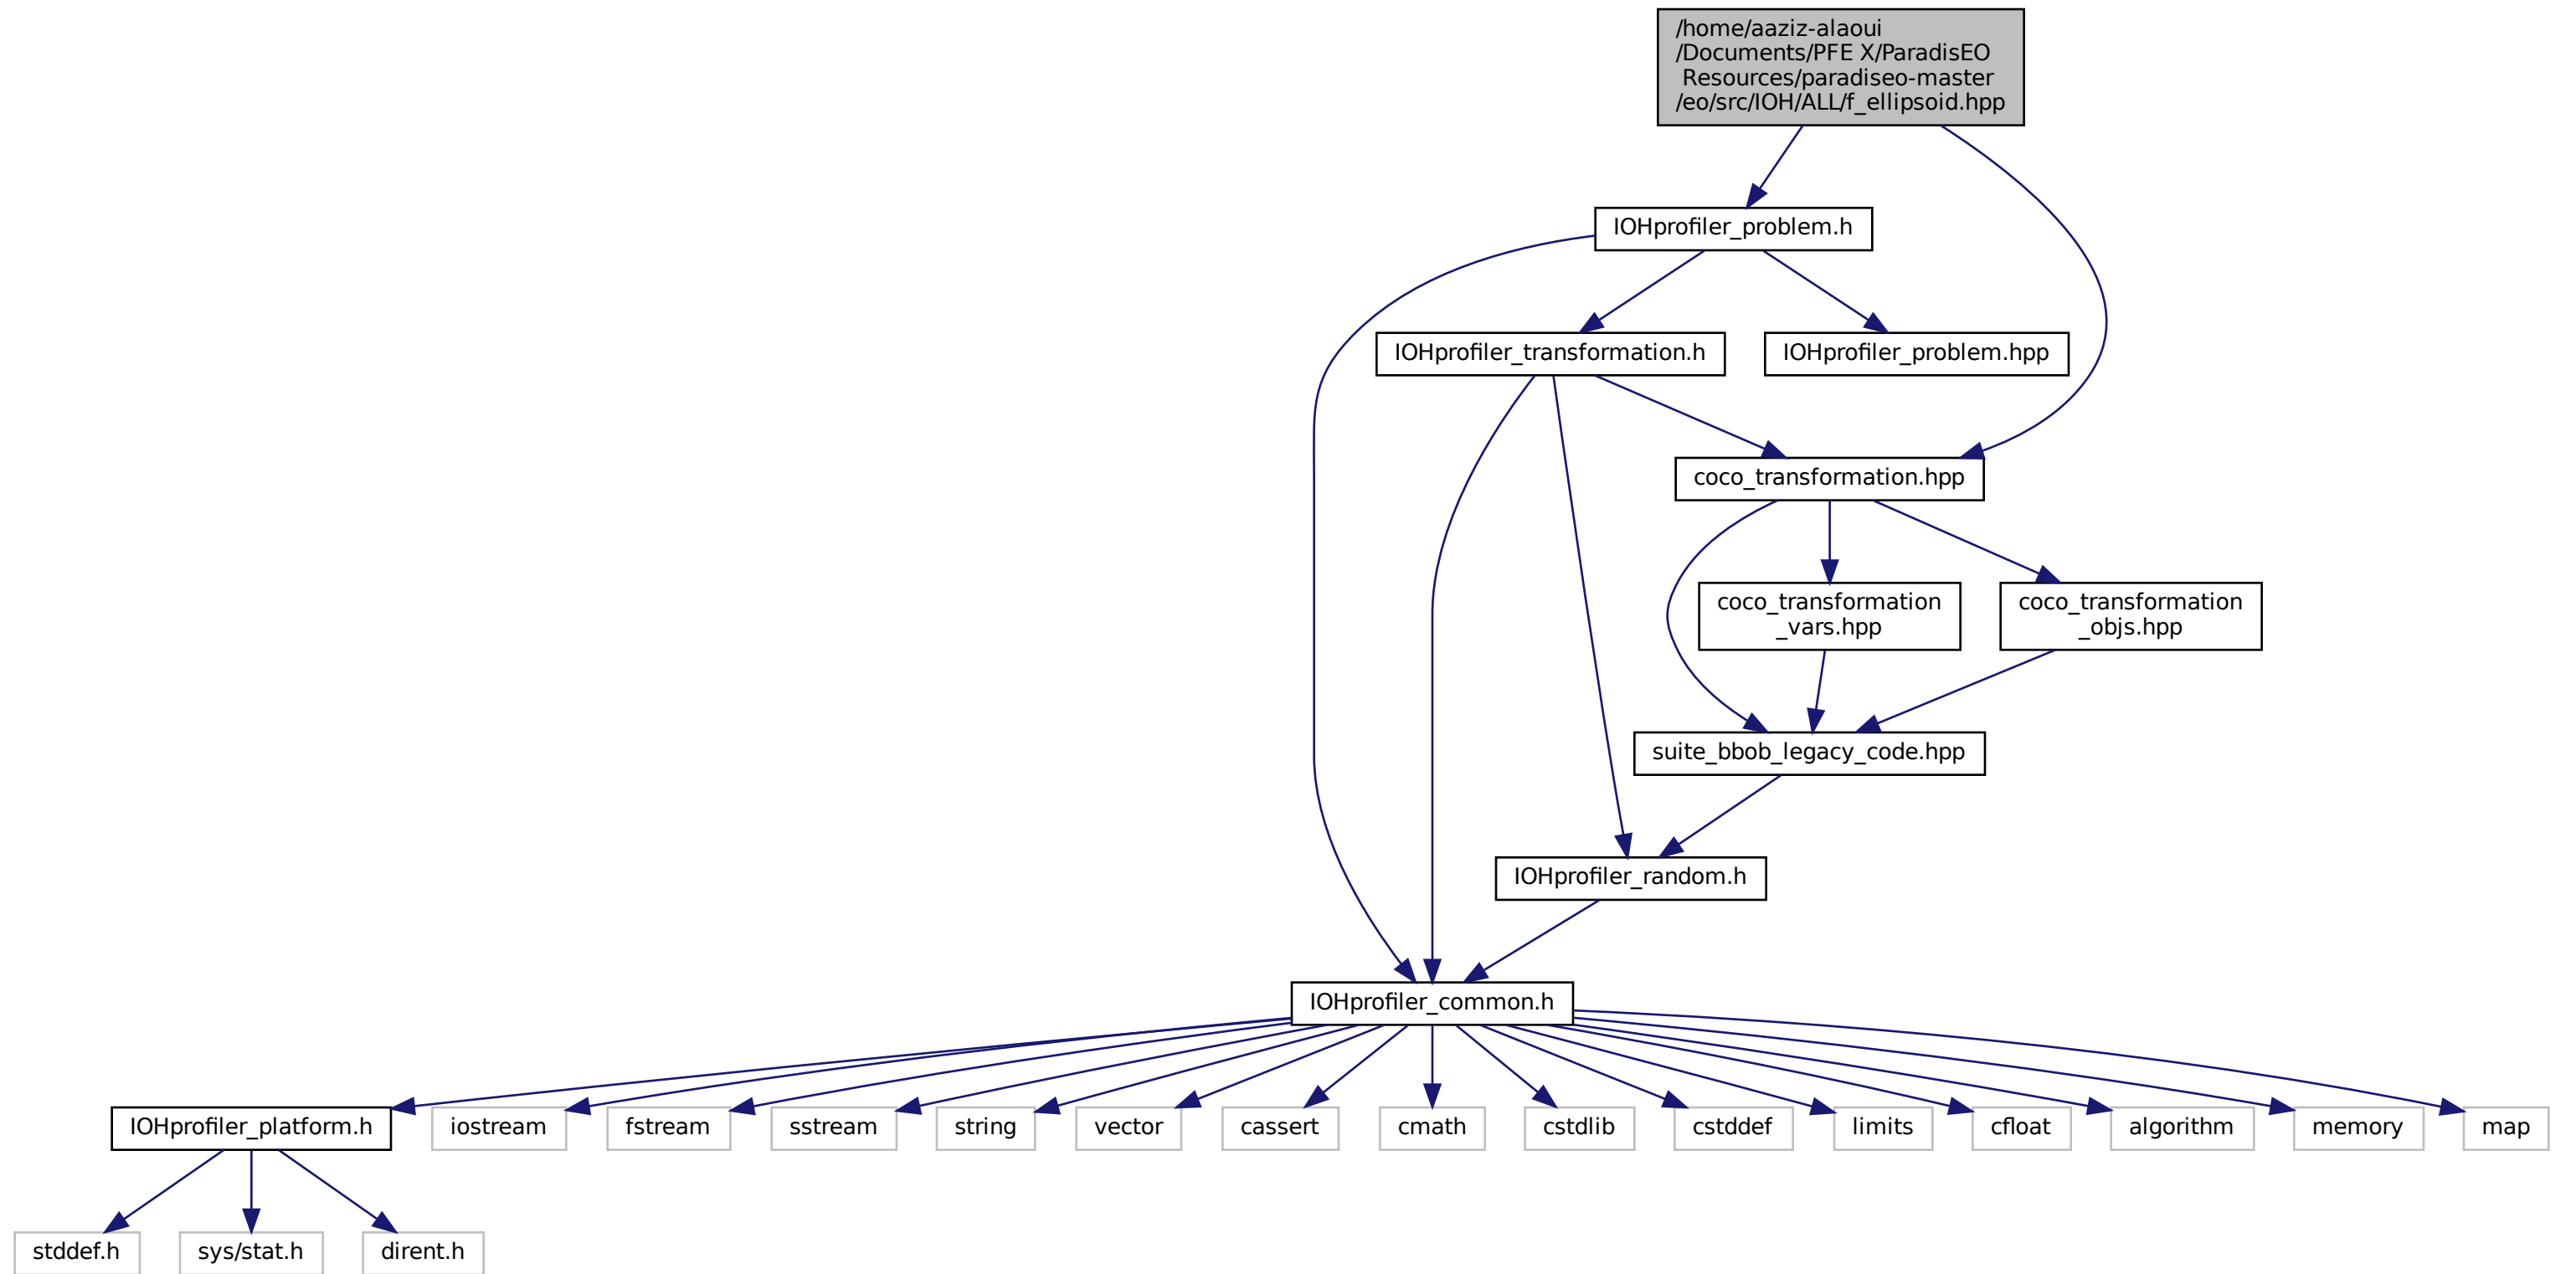 /home/aaziz-alaoui
/Documents/PFE X/ParadisEO
Resources/paradiseo-master
/eo/src/IOH/ALL/f_ellipsoid.hpp
IOHprofiler_problem.h
IOHprofiler_transformation.h
IOHprofiler_problem.hpp
coco_transformation.hpp
coco_transformation
_vars.hpp
coco_transformation
_objs.hpp
suite_bbob_legacy_code.hpp
IOHprofiler_random.h
IOHprofiler_common.h
IOHprofiler_platform.h
iostream
fstream
sstream
string
vector
cassert
cmath
cstdlib
cstddef
limits
cfloat
algorithm
memory
map
stddef.h
sys/stat.h
dirent.h